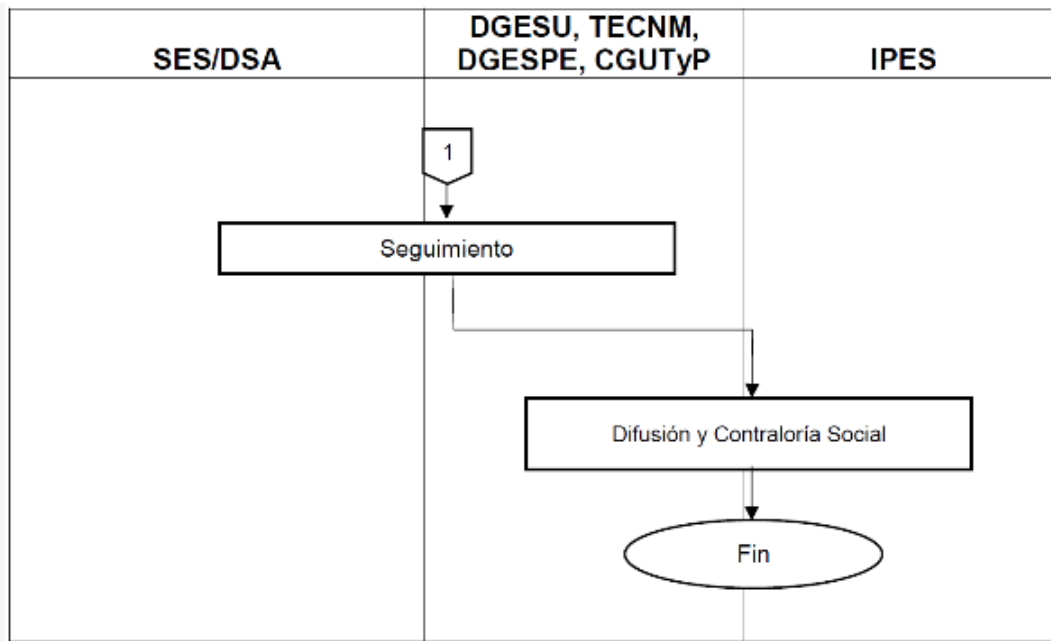 SES/DSA
DGESU, TECNM,
DGESPE, CGUTyP
IPES
1
Seguimiento
Difusión y Contraloría Social
Fin